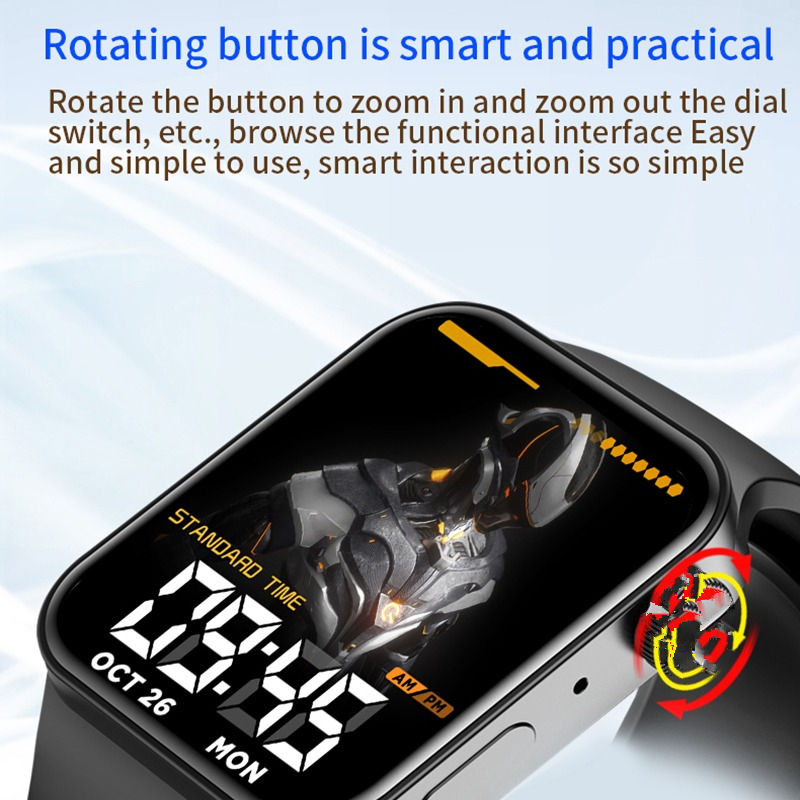 Rotating button is smart and practical
Rotate the button to zoom in and zoom out the dial
switch, etc., browse the functional interface Easy
and simple to use, smart interaction is so simple
STANDARD TIME
09:45
AM/PM
OCT 26
MON